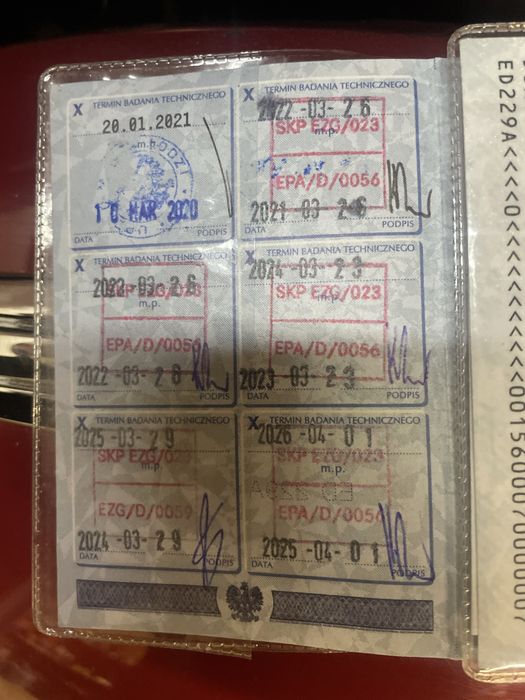 X TERMIN BADANIA TECHNICZNEGO
20.01.2021
m.p.
ŁODZI
10 MAR 2020
DATA PODPIS
X TERMIN BADANIA TECHNICZNEGO
2022-03-26
SKP EZG/023
m.p.
EPA/D/0056
2021-03-26
DATA PODPIS
X TERMIN BADANIA TECHNICZNEGO
2022-03-26
m.p.
EPA/D/0056
2022-03-28
DATA PODPIS
X TERMIN BADANIA TECHNICZNEGO
2024-03-23
SKP EZG/023
m.p.
EPA/D/0056
2023-03-23
DATA PODPIS
X TERMIN BADANIA TECHNICZNEGO
2025-03-29
SKP EZG/023
m.p.
EZG/D/0059
2024-03-29
DATA PODPIS
X TERMIN BADANIA TECHNICZNEGO
2026-04-01
SKP EZG/023
m.p.
EPA/D/0056
2025-04-01
DATA PODPIS
ED229A<<<<0<<<<<<<<<<<<<0015600070000007